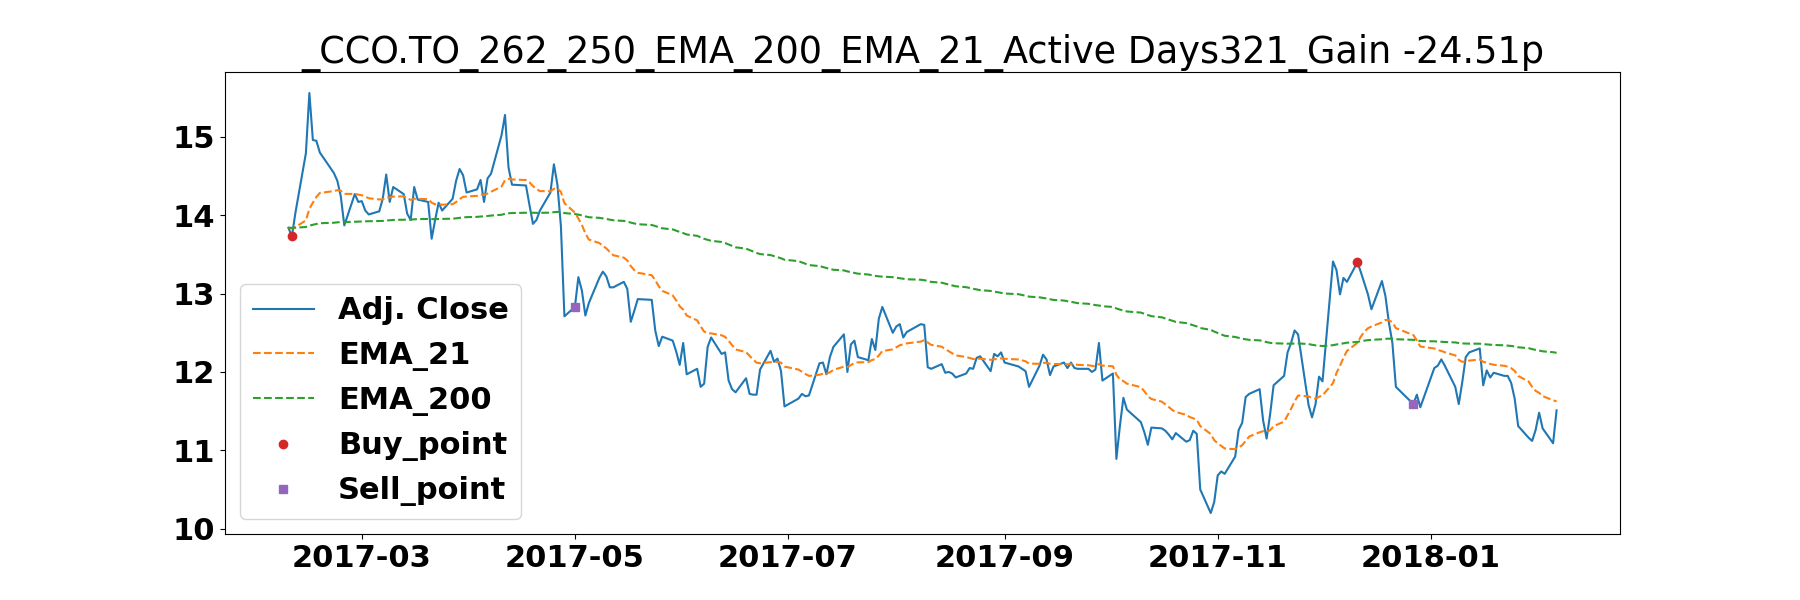 _CCO.TO_262_250_EMA_200_EMA_21_Active Days321_Gain -24.51p
15
14
13
12
11
10
Adj. Close
EMA_21
EMA_200
Buy_point
Sell_point
2017-03 2017-05 2017-07 2017-09 2017-11 2018-01